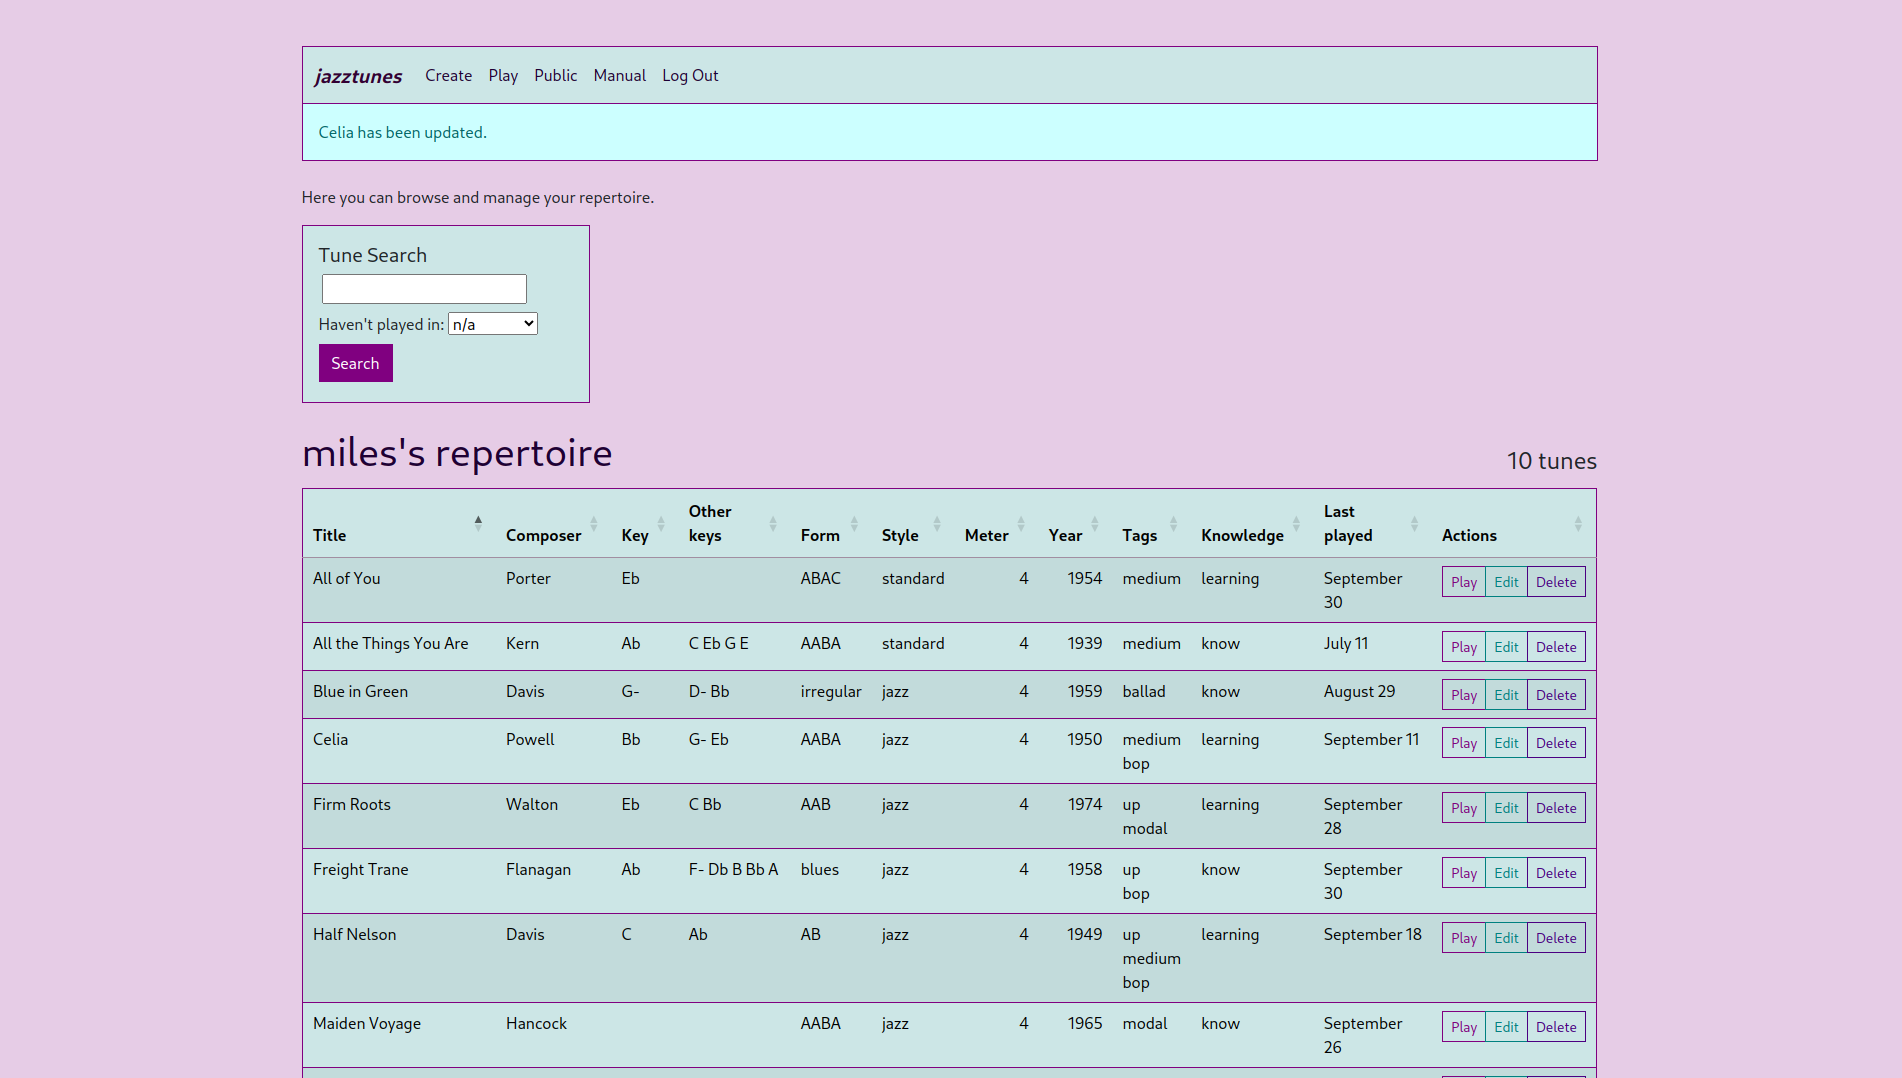 jazztunes Create Play Public Manual Log Out
Celia has been updated.
Here you can browse and manage your repertoire.
Tune Search
Haven't played in: n/a
Search
miles's repertoire
10 tunes
Title Composer Key Other keys Form Style Meter Year Tags Knowledge Last played Actions
All of You Porter Eb ABAC standard 4 1954 medium learning September 30 Play Edit Delete
All the Things You Are Kern Ab C Eb G E AABA standard 4 1939 medium know July 11 Play Edit Delete
Blue in Green Davis G- D- Bb irregular jazz 4 1959 ballad know August 29 Play Edit Delete
Celia Powell Bb G- Eb AABA jazz 4 1950 medium bop learning September 11 Play Edit Delete
Firm Roots Walton Eb C Bb AAB jazz 4 1974 up modal learning September 28 Play Edit Delete
Freight Trane Flanagan Ab F- Db B Bb A blues jazz 4 1958 up bop know September 30 Play Edit Delete
Half Nelson Davis C Ab AB jazz 4 1949 up medium bop learning September 18 Play Edit Delete
Maiden Voyage Hancock AABA jazz 4 1965 modal know September 26 Play Edit Delete